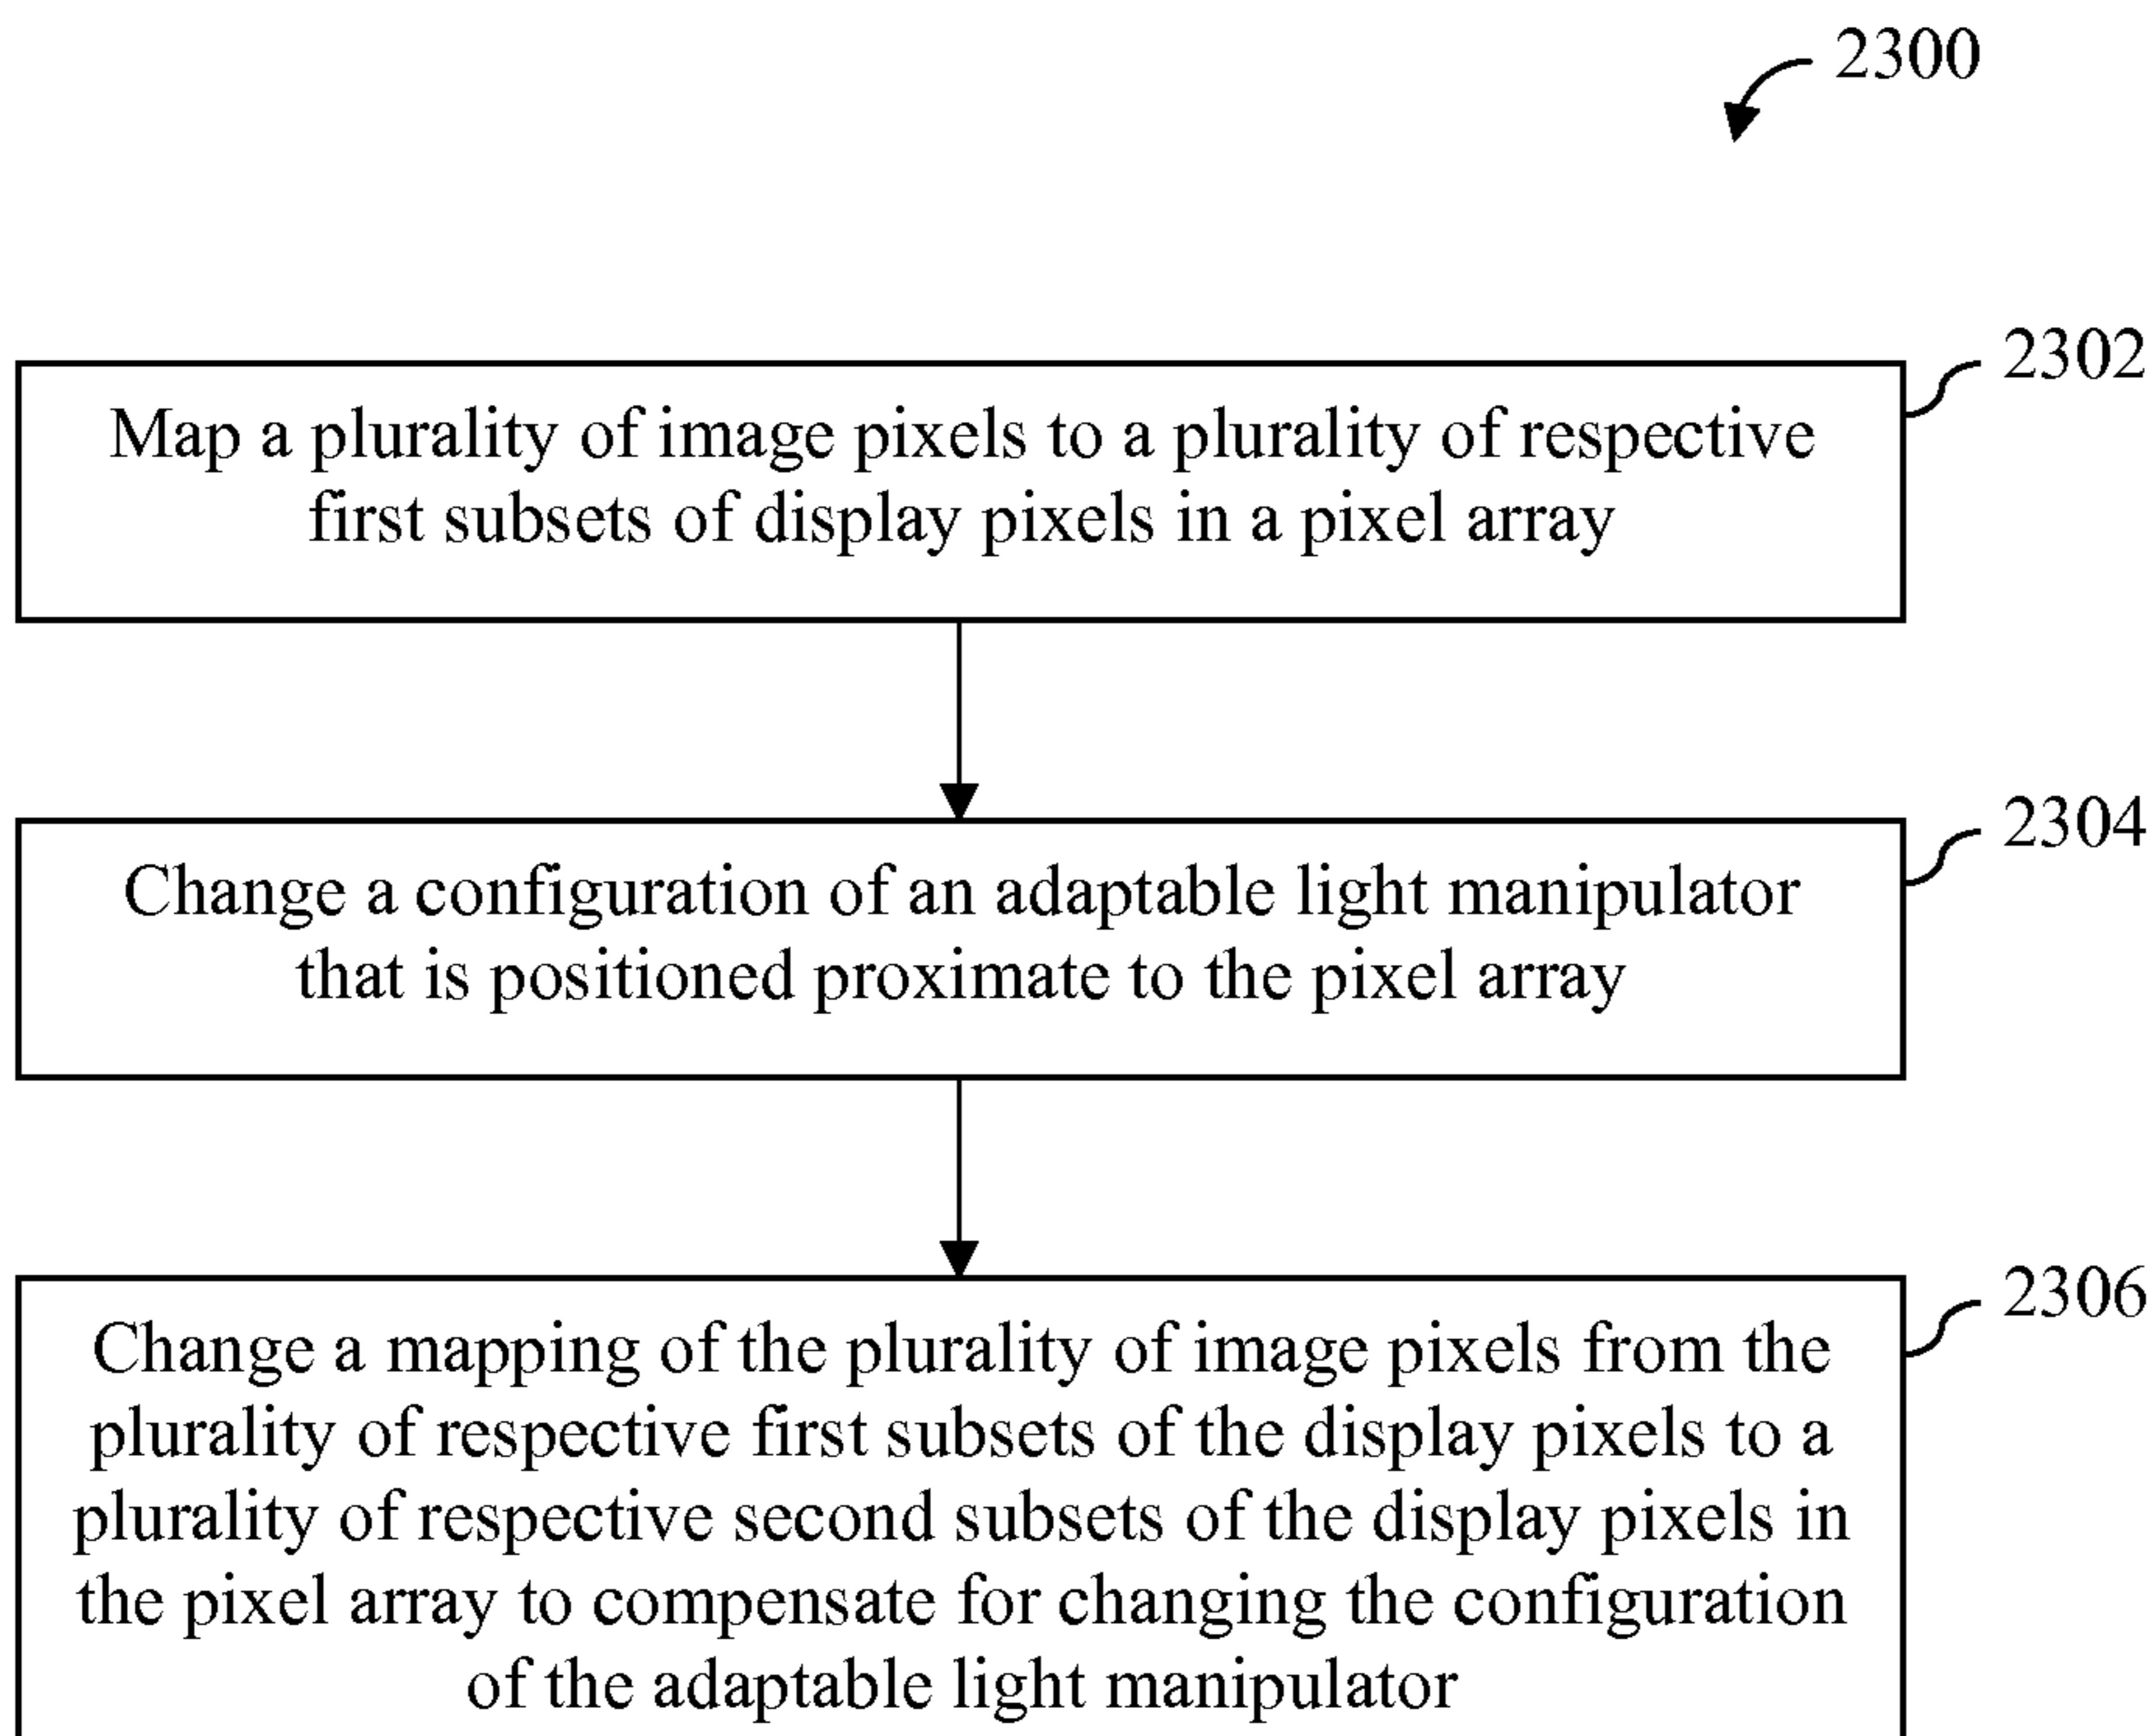 2300
2302
Map a plurality of image pixels to a plurality of respective
first subsets of display pixels in a pixel array
2304
Change a configuration of an adaptable light manipulator
that is positioned proximate to the pixel array
2306
Change a mapping of the plurality of image pixels from the
plurality of respective first subsets of the display pixels to a
plurality of respective second subsets of the display pixels in
the pixel array to compensate for changing the configuration
of the adaptable light manipulator